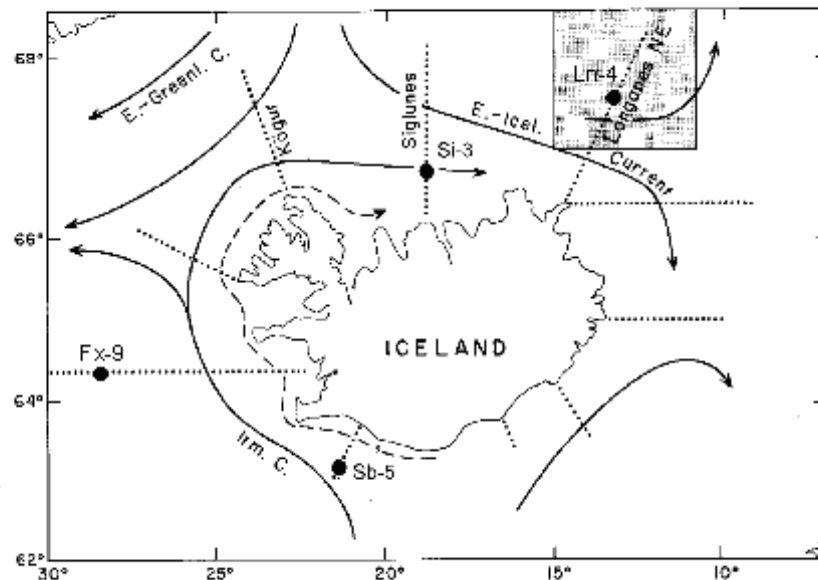 68°
66°
64°
62°
30°
25°
20°
15°
10°
E.-Greenl. C.
Kogur
Siglunes
Si-3
E.-Icel.
Current
Ln-4
Langanes NE
Fx-9
ICELAND
Irm. C.
Sb-5